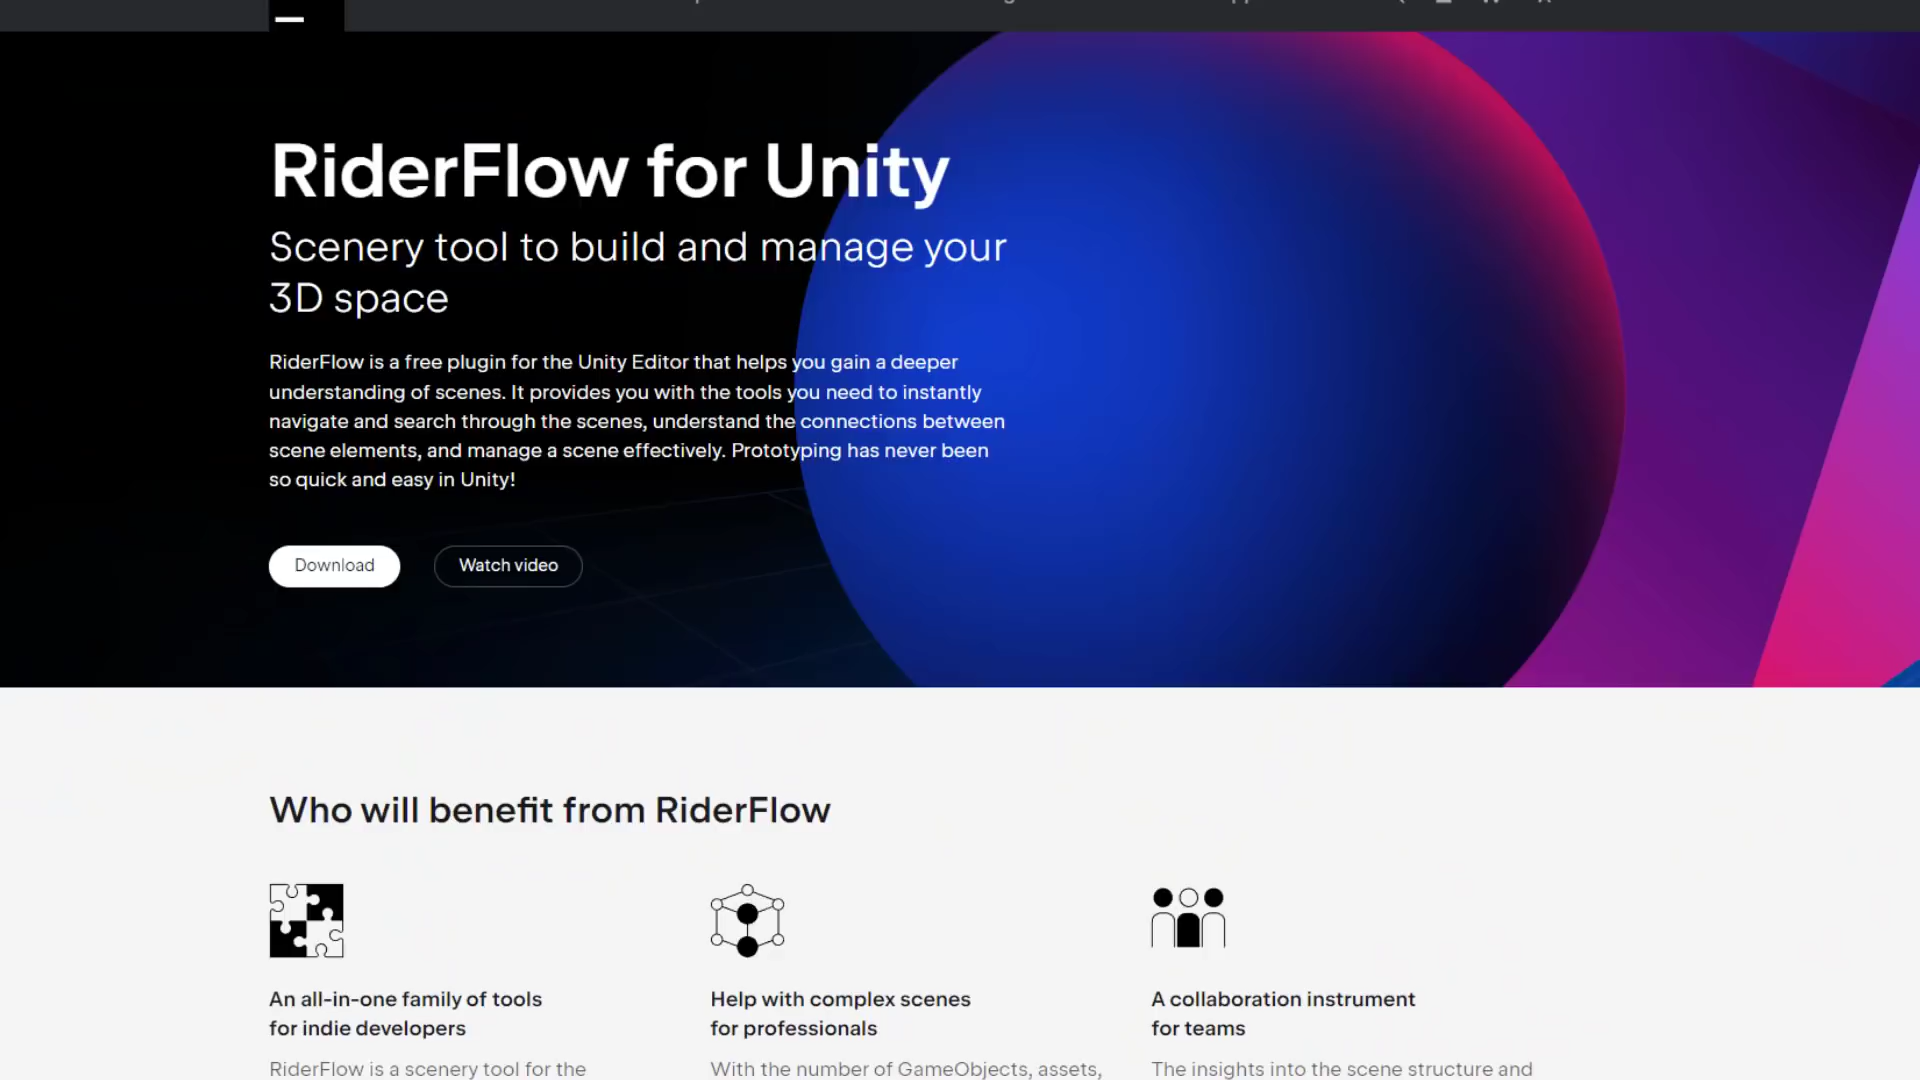 RiderFlow for Unity
Scenery tool to build and manage your
3D space
RiderFlow is a free plugin for the Unity Editor that helps you gain a deeper
understanding of scenes. It provides you with the tools you need to instantly
navigate and search through the scenes, understand the connections between
scene elements, and manage a scene effectively. Prototyping has never been
so quick and easy in Unity!
Download
Watch video
Who will benefit from RiderFlow
An all-in-one family of tools
for indie developers
RiderFlow is a scenery tool for the
Help with complex scenes
for professionals
With the number of GameObjects, assets,
A collaboration instrument
for teams
The insights into the scene structure and